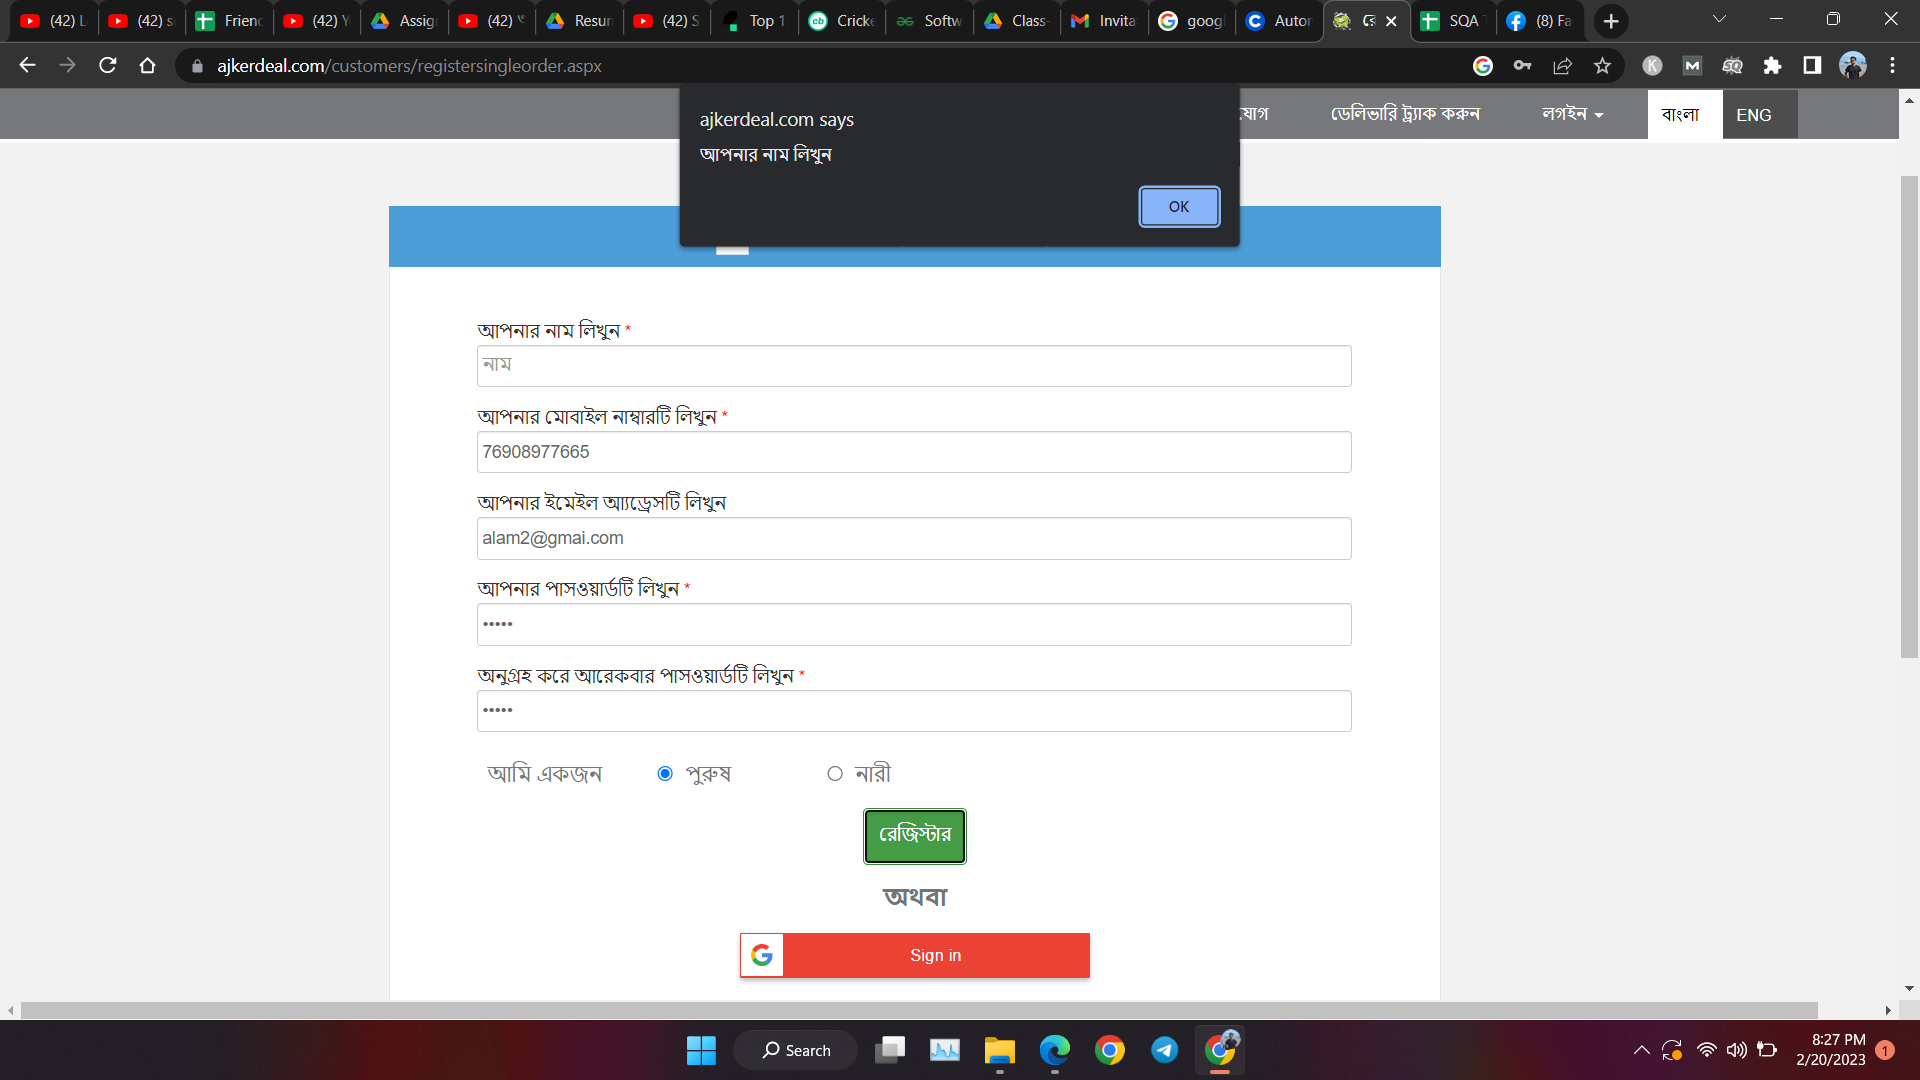 (42) L
(42) s
Frienc
(42) Y
Assig
(42)
Resun
(42) S
Top 1
Cricke
Softw
Class-
Invita
googl
Autor
SQA
(8) Fa
ajkerdeal.com/customers/registersingleorder.aspx
ডেলিভারি ট্র্যাক করুন
লগইন
বাংলা
ENG
ajkerdeal.com says
আপনার নাম লিখুন
OK
আপনার নাম লিখুন *
নাম
আপনার মোবাইল নাম্বারটি লিখুন *
76908977665
আপনার ইমেইল অ্যাড্রেসটি লিখুন
alam2@gmai.com
আপনার পাসওয়ার্ডটি লিখুন *
•••••
অনুগ্রহ করে আরেকবার পাসওয়ার্ডটি লিখুন *
•••••
আমি একজন পুরুষ নারী
রেজিস্টার
অথবা
Sign in
Search
8:27 PM
2/20/2023
1